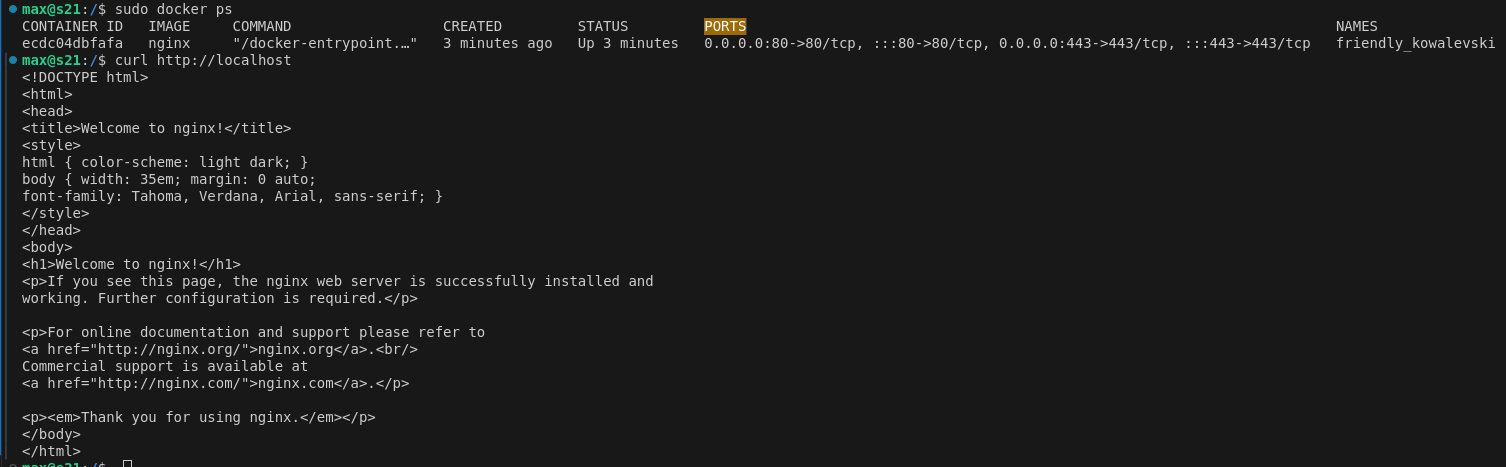 max@s21:/$ sudo docker ps
CONTAINER ID   IMAGE     COMMAND                  CREATED         STATUS         PORTS                                                                      NAMES
ecdc04dbfafa   nginx     "/docker-entrypoint.…"   3 minutes ago   Up 3 minutes   0.0.0.0:80->80/tcp, :::80->80/tcp, 0.0.0.0:443->443/tcp, :::443->443/tcp   friendly_kowalevski
max@s21:/$ curl http://localhost
<!DOCTYPE html>
<html>
<head>
<title>Welcome to nginx!</title>
<style>
html { color-scheme: light dark; }
body { width: 35em; margin: 0 auto;
font-family: Tahoma, Verdana, Arial, sans-serif; }
</style>
</head>
<body>
<h1>Welcome to nginx!</h1>
<p>If you see this page, the nginx web server is successfully installed and
working. Further configuration is required.</p>

<p>For online documentation and support please refer to
<a href="http://nginx.org/">nginx.org</a>.<br/>
Commercial support is available at
<a href="http://nginx.com/">nginx.com</a>.</p>

<p><em>Thank you for using nginx.</em></p>
</body>
</html>
max@s21:/$